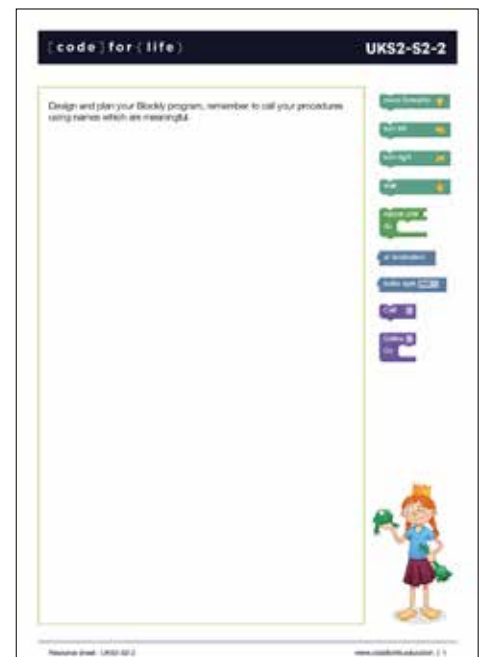 [code]for{life}
UKS2-S2-2
Design and plan your Blockly program, remember to call your procedures
using names which are meaningful.
move forwards
turn left
turn right
wait
repeat until
do
at destination
traffic light
Call
Define
Do
Resource sheet - UKS2-S2-2
www.codeforlife.education | 1